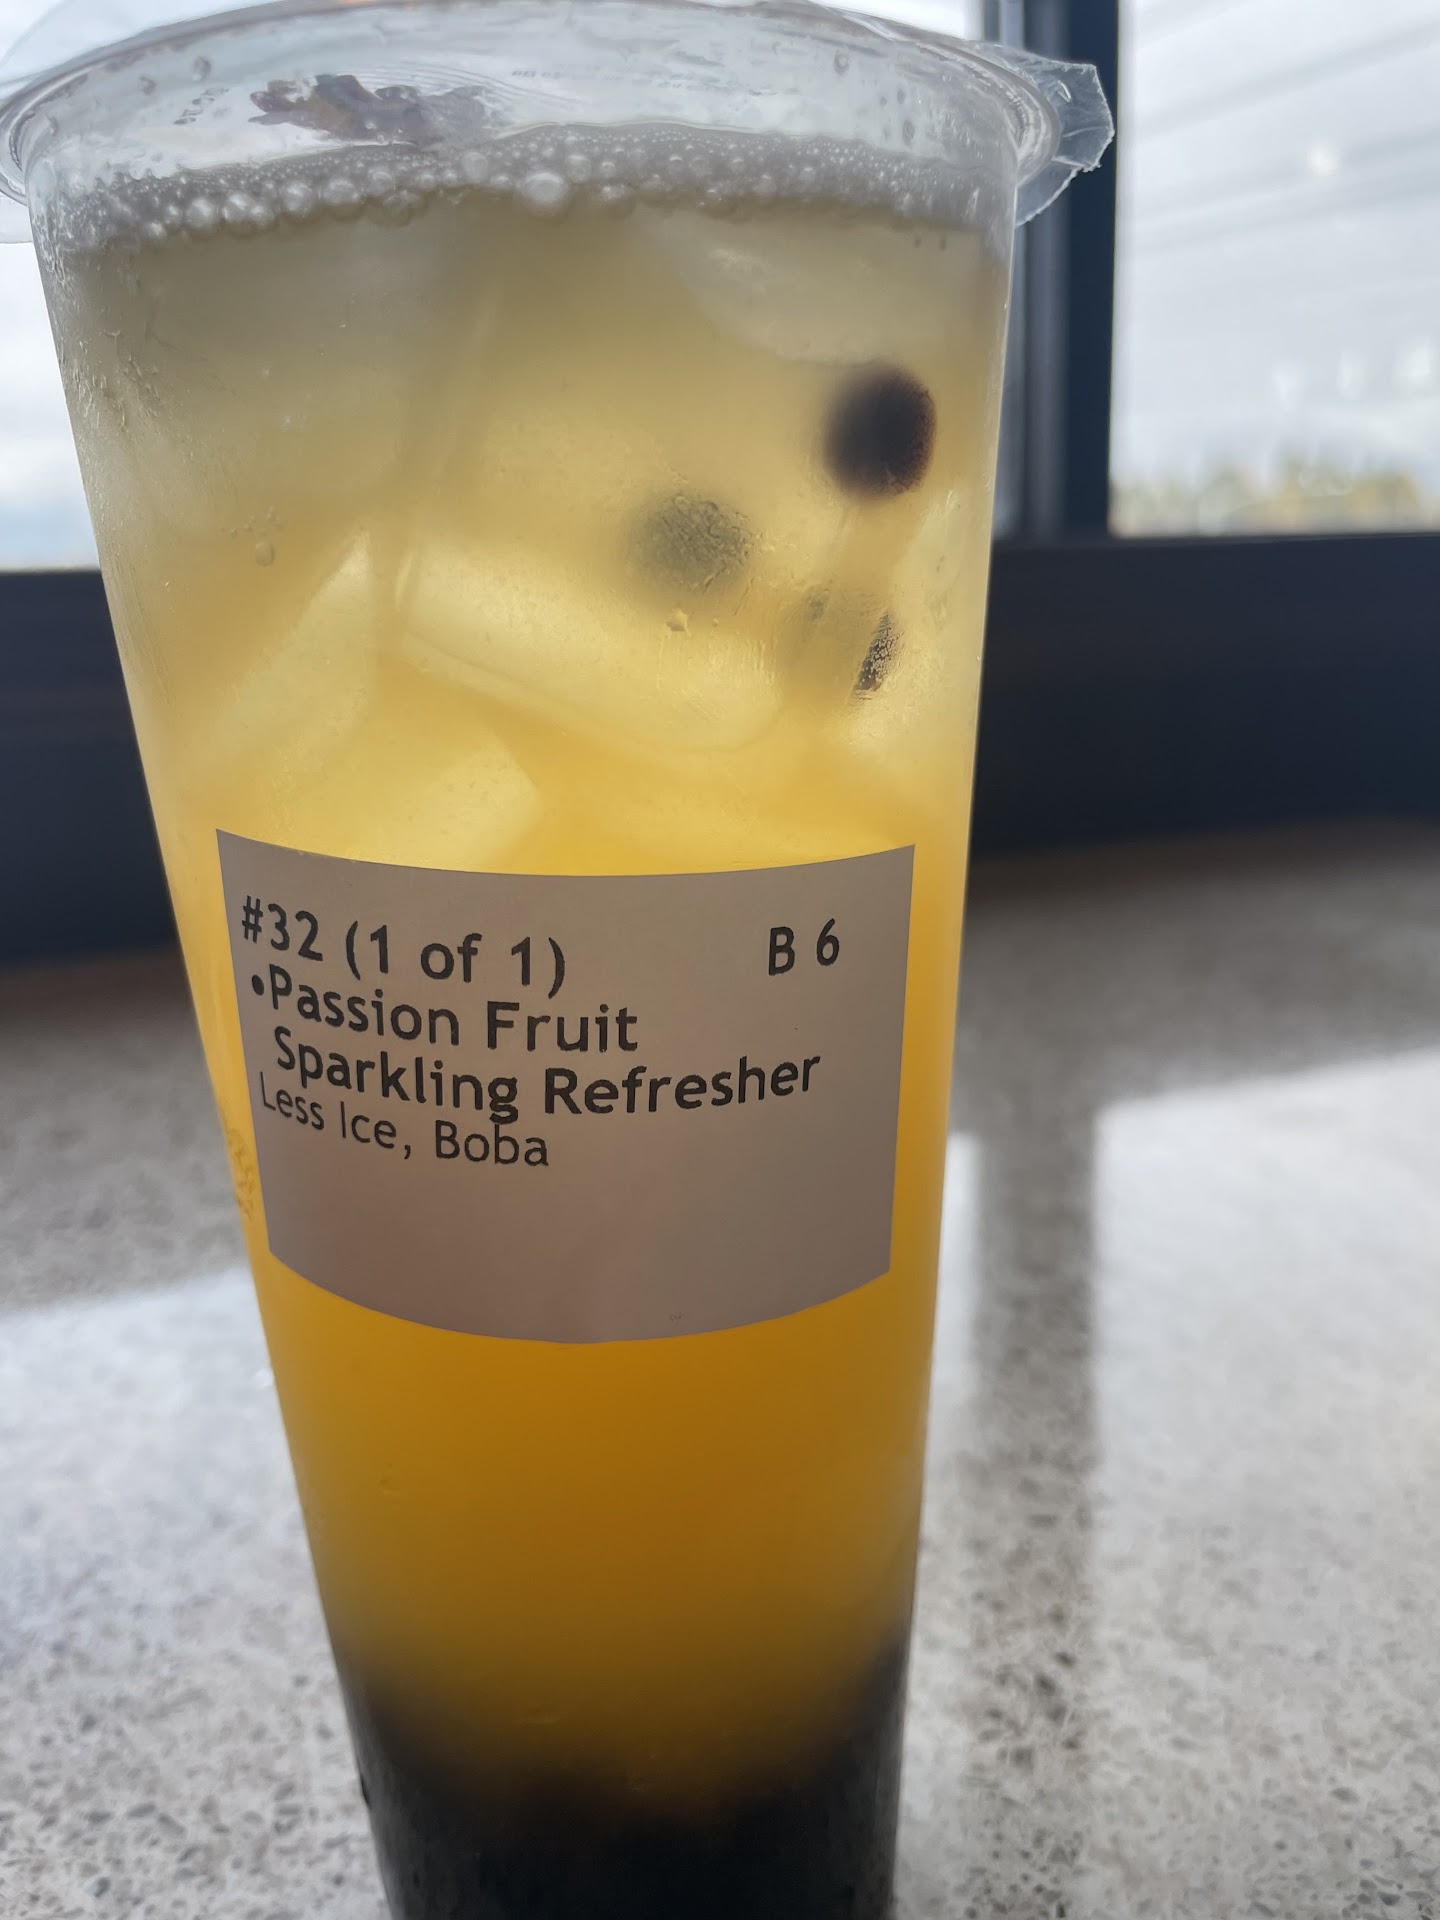 #32 (1 of 1) B 6
•Passion Fruit
Sparkling Refresher
Less Ice, Boba